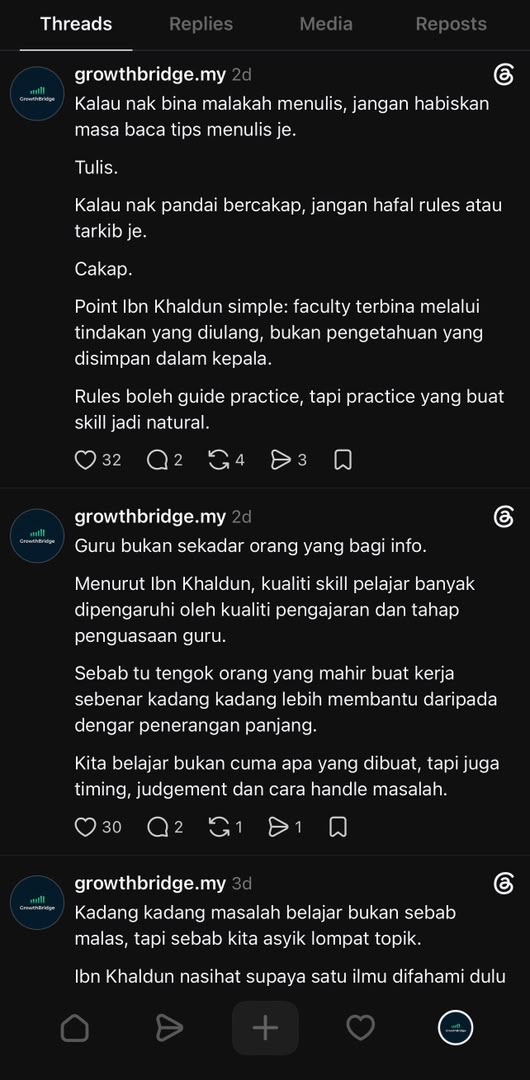 Threads
Replies
Media
Reposts
growthbridge.my 2d
Kalau nak bina malakah menulis, jangan habiskan
masa baca tips menulis je.
Tulis.
Kalau nak pandai bercakap, jangan hafal rules atau
tarkib je.
Cakap.
Point Ibn Khaldun simple: faculty terbina melalui
tindakan yang diulang, bukan pengetahuan yang
disimpan dalam kepala.
Rules boleh guide practice, tapi practice yang buat
skill jadi natural.
32 2 4 3
GrowthBridge
growthbridge.my 2d
Guru bukan sekadar orang yang bagi info.
Menurut Ibn Khaldun, kualiti skill pelajar banyak
dipengaruhi oleh kualiti pengajaran dan tahap
penguasaan guru.
Sebab tu tengok orang yang mahir buat kerja
sebenar kadang kadang lebih membantu daripada
dengar penerangan panjang.
Kita belajar bukan cuma apa yang dibuat, tapi juga
timing, judgement dan cara handle masalah.
30 2 1 1
GrowthBridge
growthbridge.my 3d
Kadang kadang masalah belajar bukan sebab
malas, tapi sebab kita asyik lompat topik.
Ibn Khaldun nasihat supaya satu ilmu difahami dulu
GrowthBridge